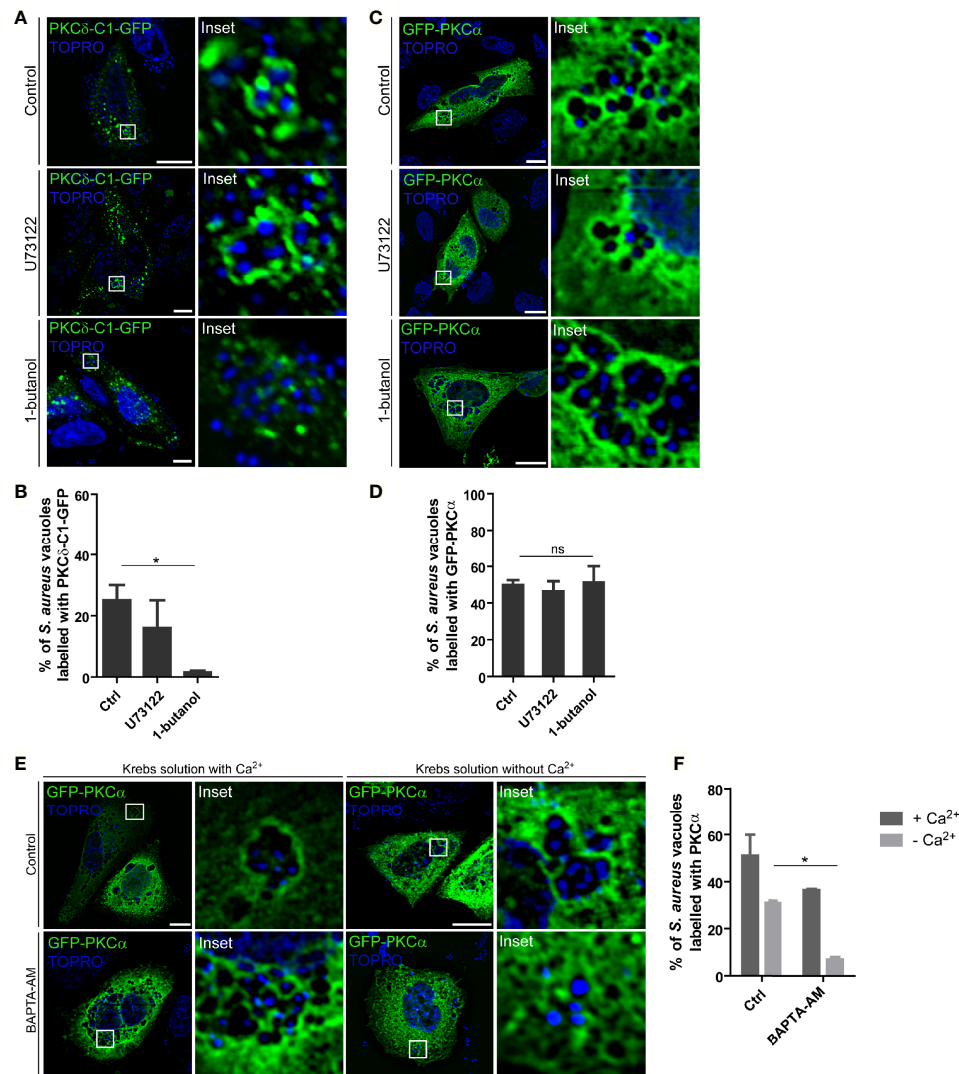 A
PKCδ-C1-GFP
TOPRO
Inset
Control
PKCδ-C1-GFP
TOPRO
Inset
U73122
PKCδ-C1-GFP
TOPRO
Inset
1-butanol
B
% of S. aureus vacuoles
labelled with PKCδ-C1-GFP
60
40
20
0
*
Ctrl
U73122
1-butanol
C
GFP-PKCα
TOPRO
Inset
Control
GFP-PKCα
TOPRO
Inset
U73122
GFP-PKCα
TOPRO
Inset
1-butanol
D
% of S. aureus vacuoles
labelled with GFP-PKCα
100
80
60
40
20
0
ns
Ctrl
U73122
1-butanol
E
Krebs solution with Ca²⁺
Krebs solution without Ca²⁺
Control
GFP-PKCα
TOPRO
Inset
GFP-PKCα
TOPRO
Inset
BAPTA-AM
GFP-PKCα
TOPRO
Inset
GFP-PKCα
TOPRO
Inset
F
% of S. aureus vacuoles
labelled with PKCα
80
60
40
20
0
*
Ctrl
BAPTA-AM
+ Ca²⁺
- Ca²⁺